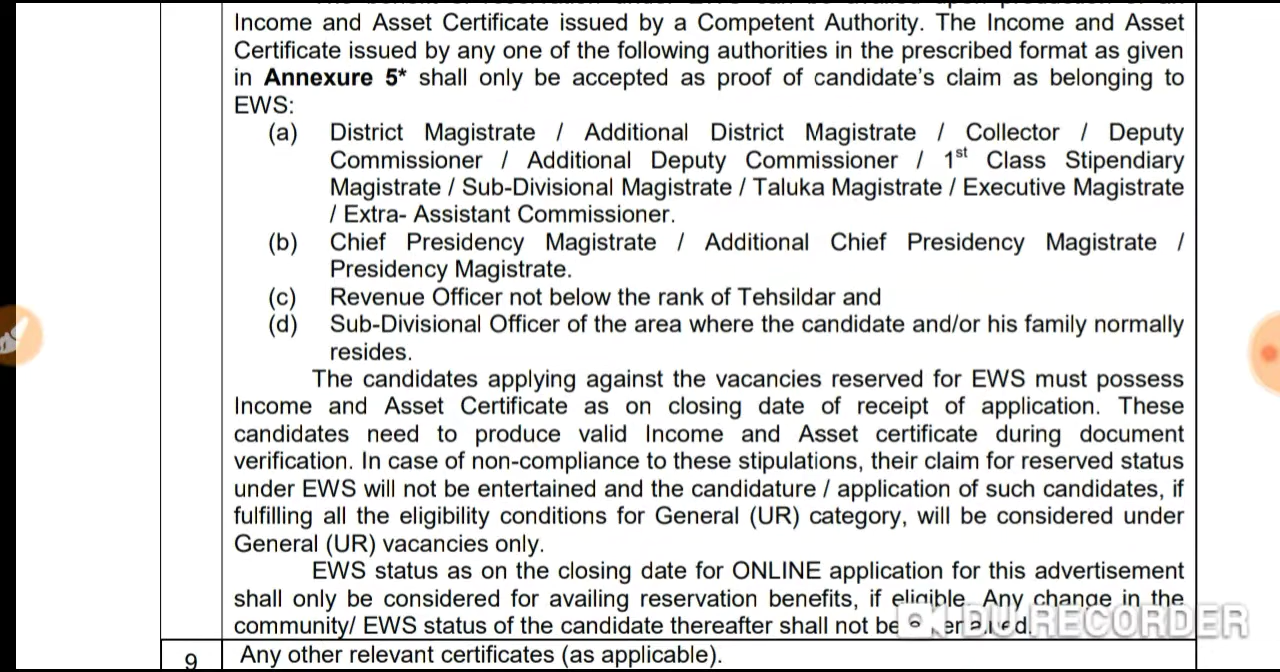 Income and Asset Certificate issued by a Competent Authority. The Income and Asset
Certificate issued by any one of the following authorities in the prescribed format as given
in Annexure 5* shall only be accepted as proof of candidate's claim as belonging to
EWS:
(a) District Magistrate / Additional District Magistrate / Collector / Deputy
Commissioner / Additional Deputy Commissioner / 1st Class Stipendiary
Magistrate / Sub-Divisional Magistrate / Taluka Magistrate / Executive Magistrate
/ Extra- Assistant Commissioner.
(b) Chief Presidency Magistrate / Additional Chief Presidency Magistrate /
Presidency Magistrate.
(c) Revenue Officer not below the rank of Tehsildar and
(d) Sub-Divisional Officer of the area where the candidate and/or his family normally
resides.
The candidates applying against the vacancies reserved for EWS must possess
Income and Asset Certificate as on closing date of receipt of application. These
candidates need to produce valid Income and Asset certificate during document
verification. In case of non-compliance to these stipulations, their claim for reserved status
under EWS will not be entertained and the candidature / application of such candidates, if
fulfilling all the eligibility conditions for General (UR) category, will be considered under
General (UR) vacancies only.
EWS status as on the closing date for ONLINE application for this advertisement
shall only be considered for availing reservation benefits, if eligible. Any change in the
community/ EWS status of the candidate thereafter shall not be
DU RECORDER
9 Any other relevant certificates (as applicable).